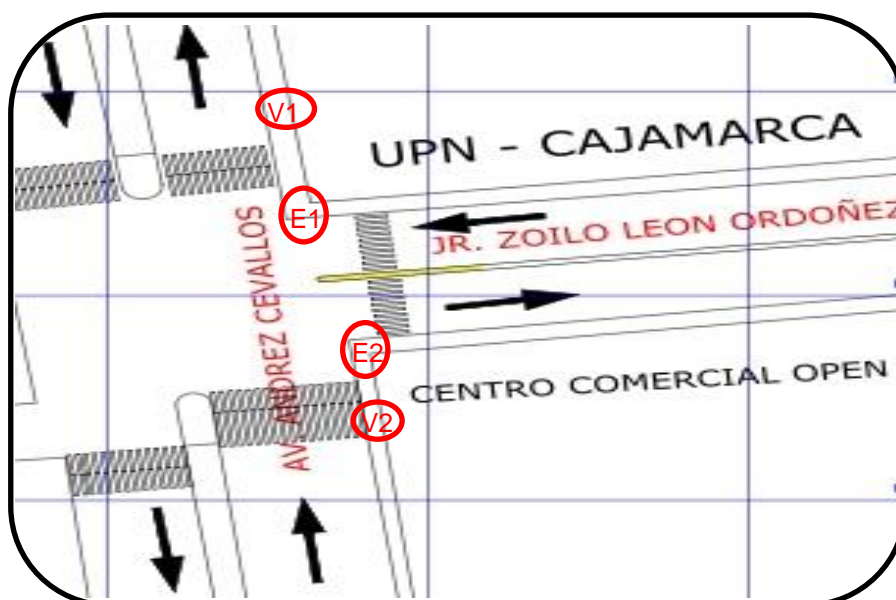 V1
UPN - CAJAMARCA
E1
JR. ZOILO LEON ORDOÑEZ
AV. ANDREZ CEVALLOS
E2
CENTRO COMERCIAL OPEN
V2